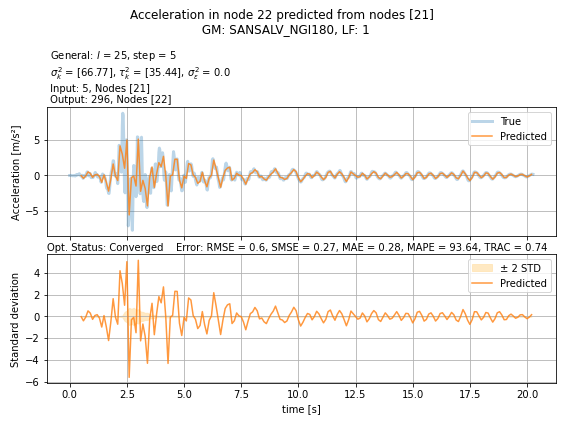 Acceleration in node 22 predicted from nodes [21]
GM: SANSALV_NGI180, LF: 1
General: l = 25, step = 5
σ²ₖ = [66.77], τ²ₖ = [35.44], σ²ε = 0.0
Input: 5, Nodes [21]
Output: 296, Nodes [22]
True
Predicted
Acceleration [m/s²]
5
0
−5
Opt. Status: Converged Error: RMSE = 0.6, SMSE = 0.27, MAE = 0.28, MAPE = 93.64, TRAC = 0.74
± 2 STD
Predicted
Standard deviation
4
2
0
−2
−4
−6
0.0 2.5 5.0 7.5 10.0 12.5 15.0 17.5 20.0
time [s]